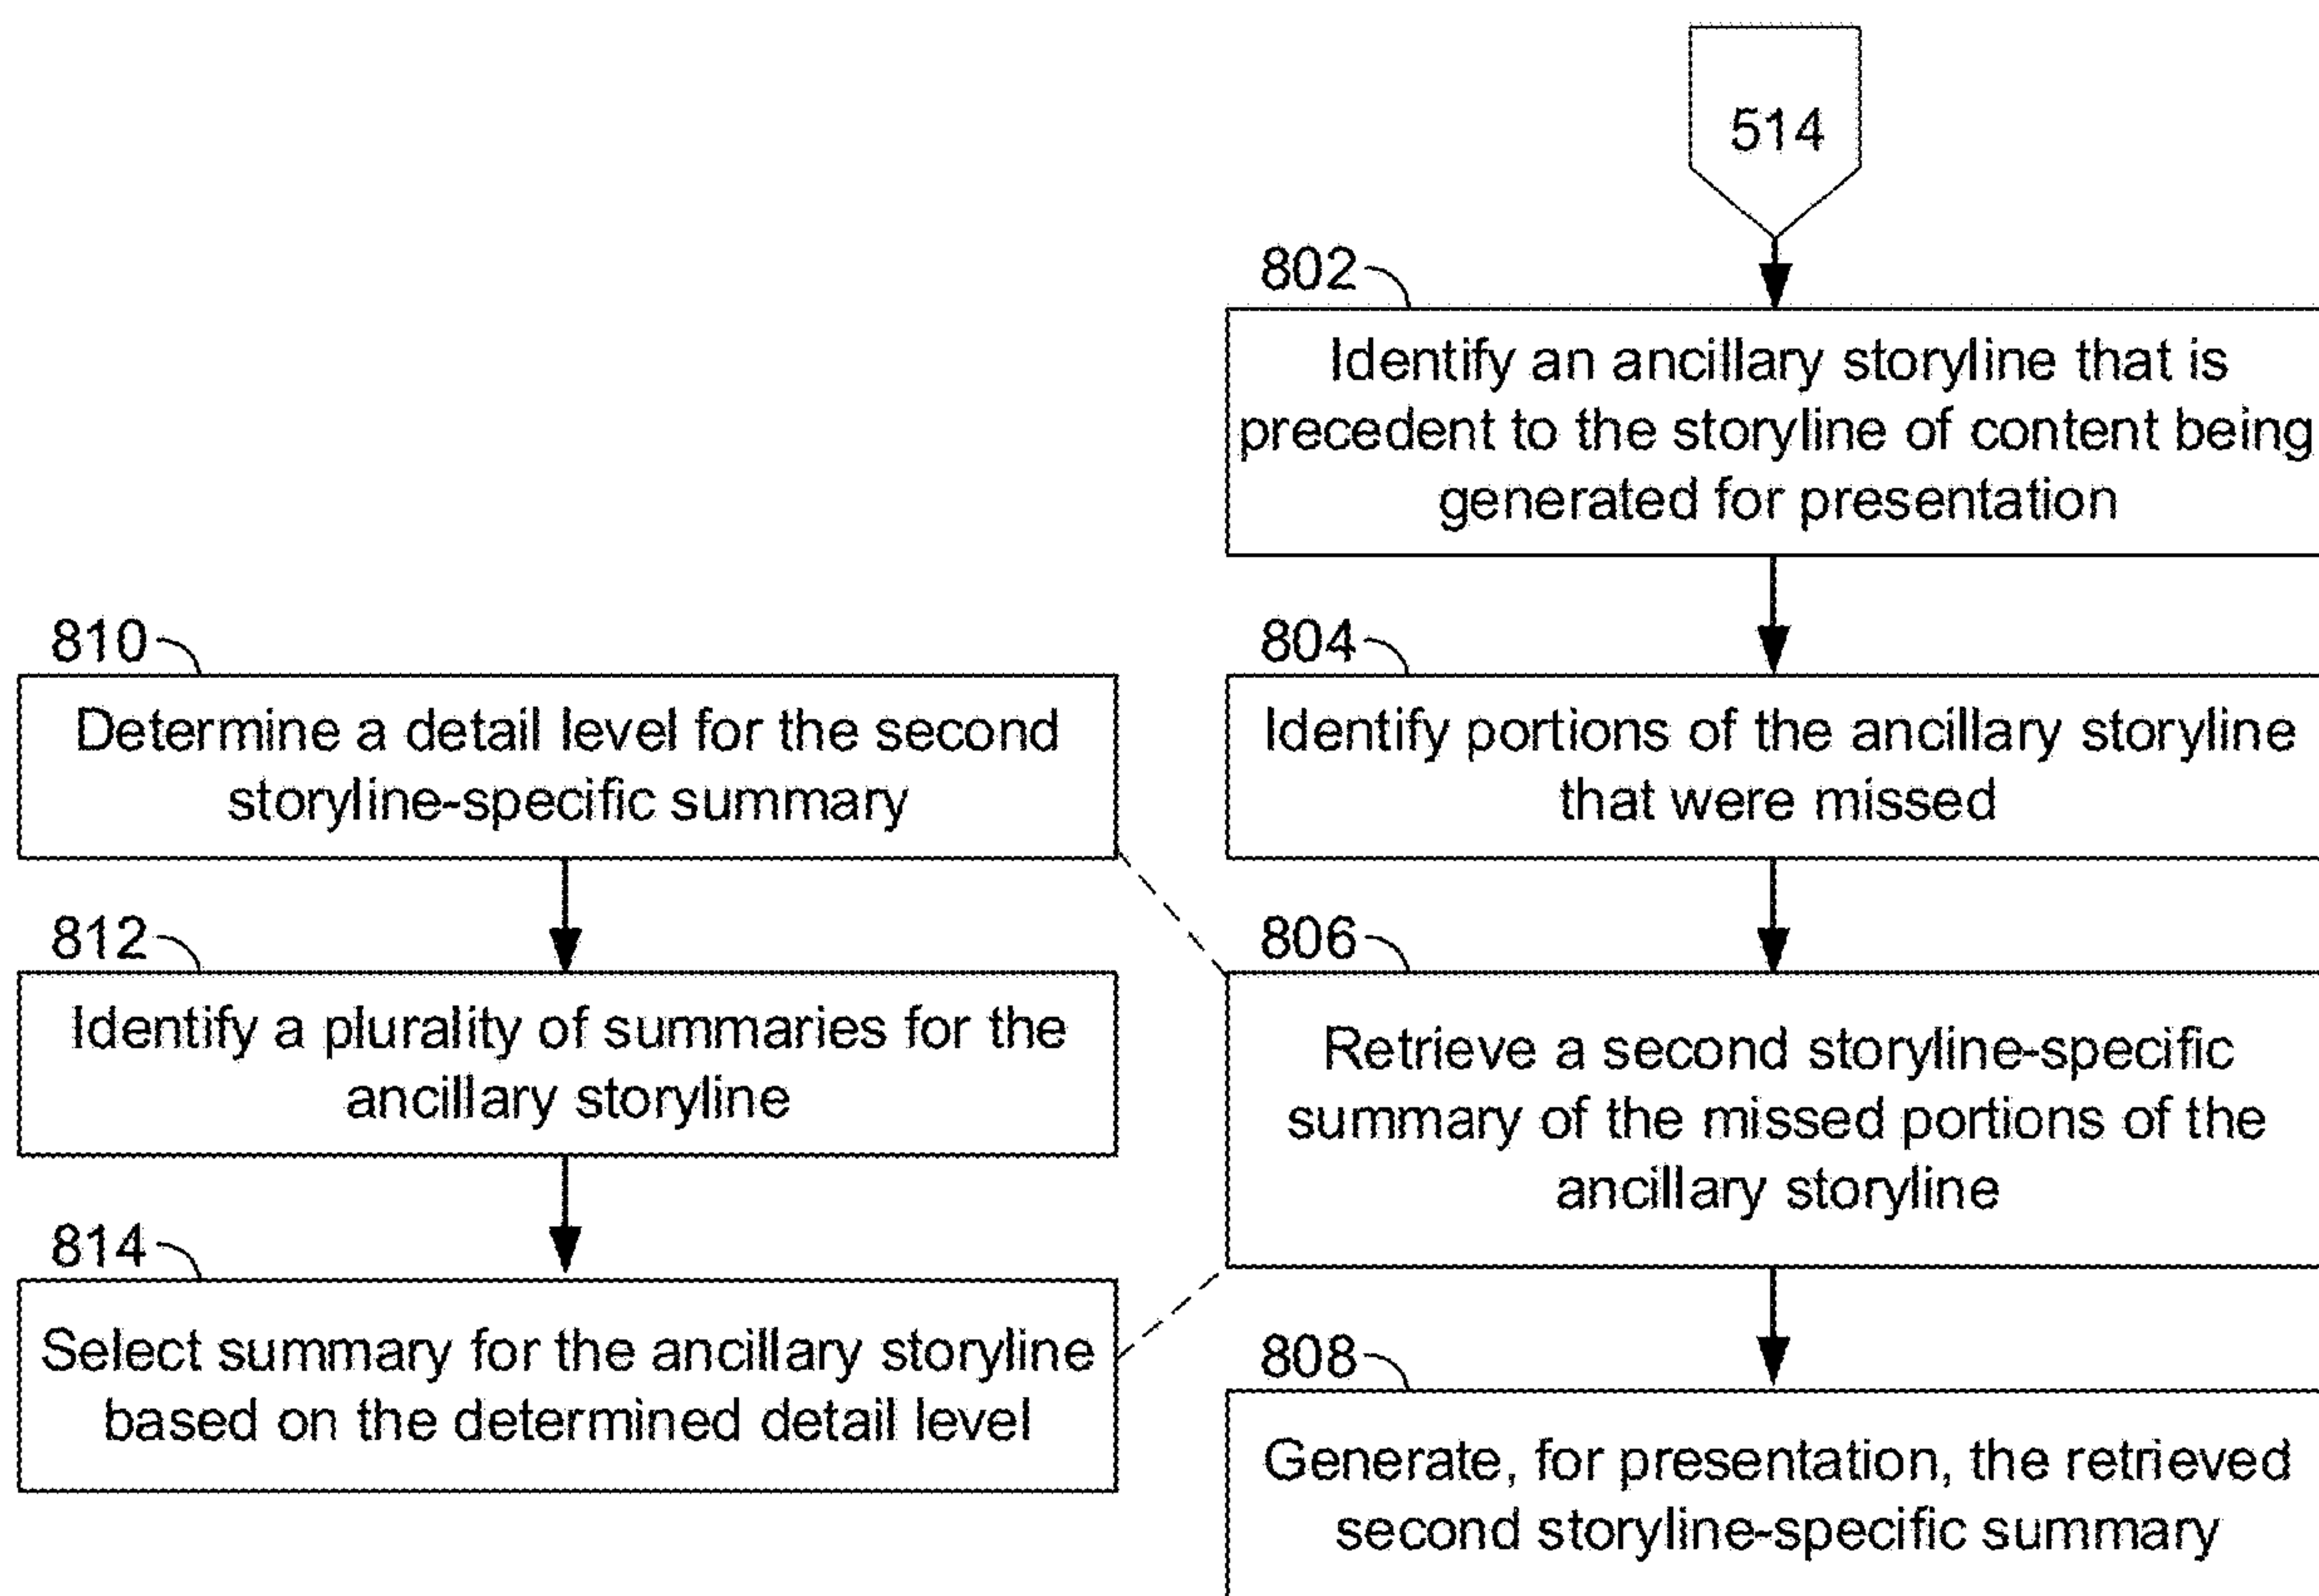 514
802
Identify an ancillary storyline that is
precedent to the storyline of content being
generated for presentation
804
Identify portions of the ancillary storyline
that were missed
806
Retrieve a second storyline-specific
summary of the missed portions of the
ancillary storyline
808
Generate, for presentation, the retrieved
second storyline-specific summary
810
Determine a detail level for the second
storyline-specific summary
812
Identify a plurality of summaries for the
ancillary storyline
814
Select summary for the ancillary storyline
based on the determined detail level